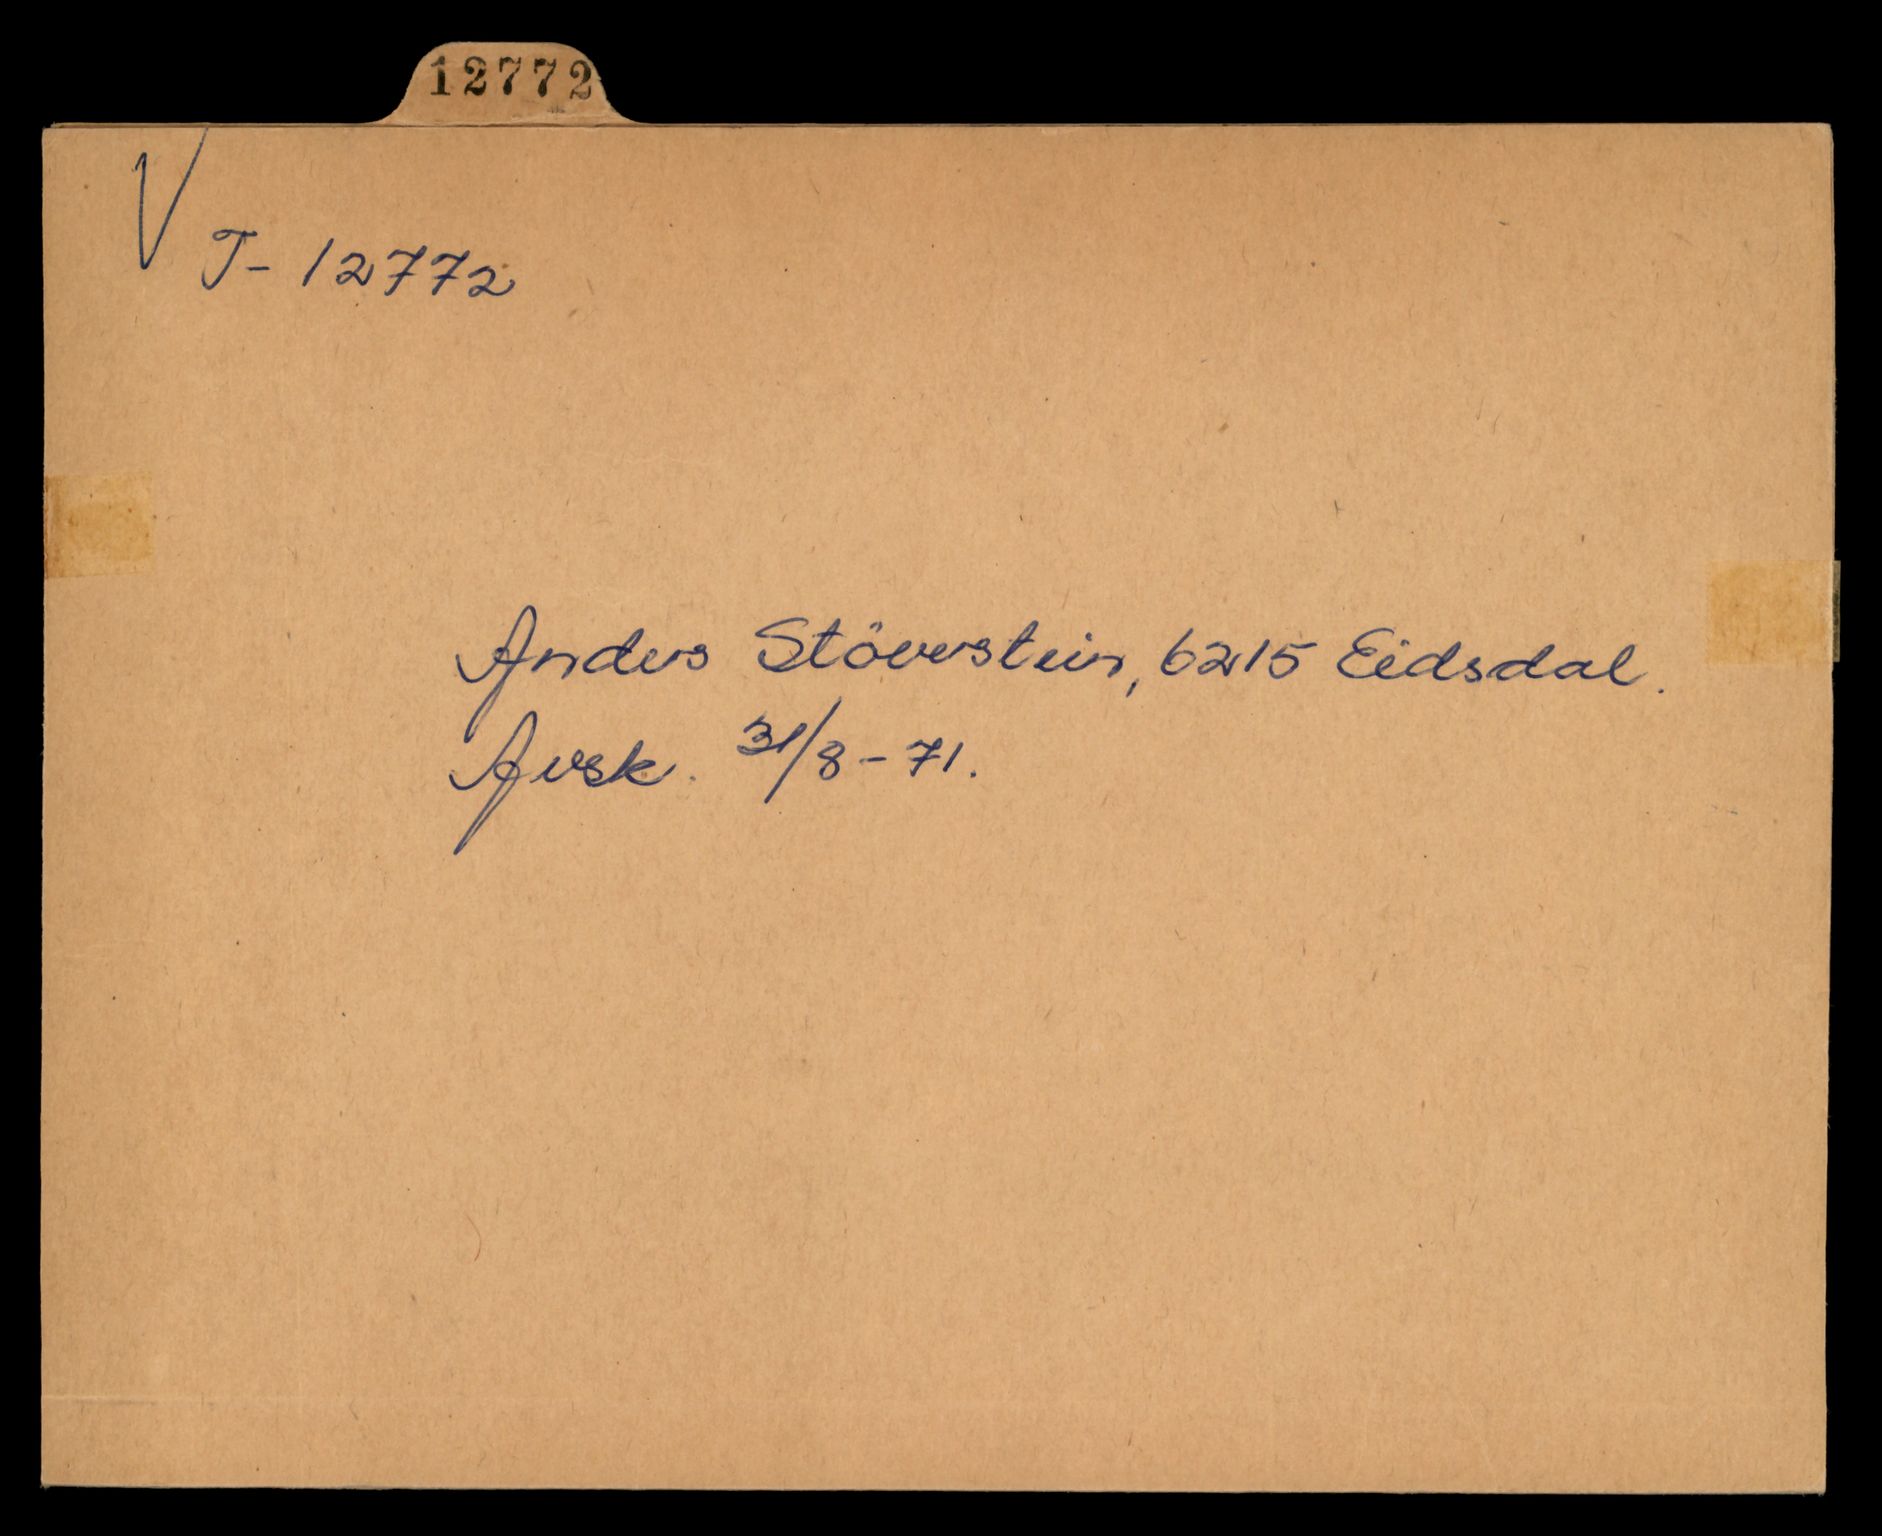 12772
V
T-12772
Anders Stöverstein, 6215 Eidsdal.
Avsk. 31/8-71.